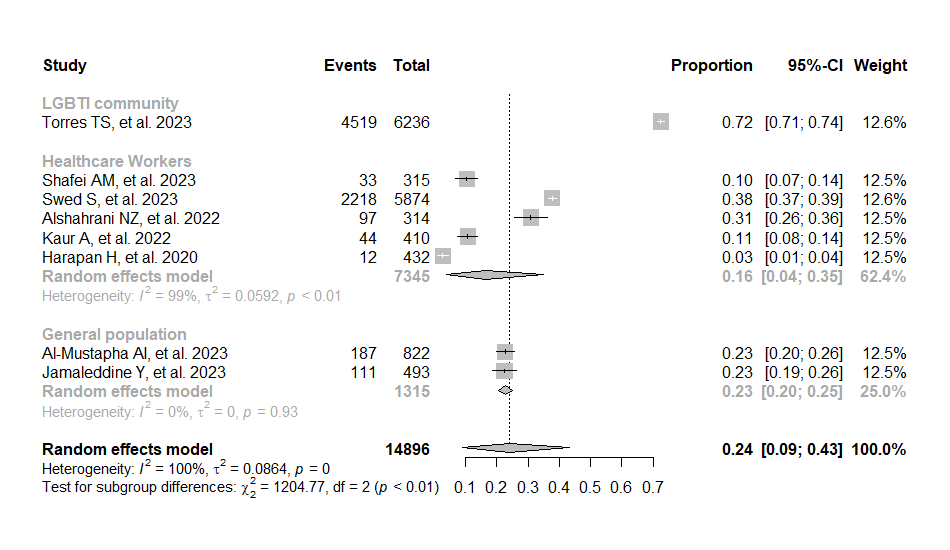 Study Events Total Proportion 95%-CI Weight
LGBTI community
Torres TS, et al. 2023 4519 6236 0.72 [0.71; 0.74] 12.6%
Healthcare Workers
Shafei AM, et al. 2023 33 315 0.10 [0.07; 0.14] 12.5%
Swed S, et al. 2023 2218 5874 0.38 [0.37; 0.39] 12.6%
Alshahrani NZ, et al. 2022 97 314 0.31 [0.26; 0.36] 12.5%
Kaur A, et al. 2022 44 410 0.11 [0.08; 0.14] 12.5%
Harapan H, et al. 2020 12 432 0.03 [0.01; 0.04] 12.5%
Random effects model 7345 0.16 [0.04; 0.35] 62.4%
Heterogeneity: I² = 99%, τ² = 0.0592, p < 0.01
General population
Al-Mustapha AI, et al. 2023 187 822 0.23 [0.20; 0.26] 12.5%
Jamaleddine Y, et al. 2023 111 493 0.23 [0.19; 0.26] 12.5%
Random effects model 1315 0.23 [0.20; 0.25] 25.0%
Heterogeneity: I² = 0%, τ² = 0, p = 0.93
Random effects model 14896 0.24 [0.09; 0.43] 100.0%
Heterogeneity: I² = 100%, τ² = 0.0864, p = 0
Test for subgroup differences: χ²₂ = 1204.77, df = 2 (p < 0.01) 0.1 0.2 0.3 0.4 0.5 0.6 0.7